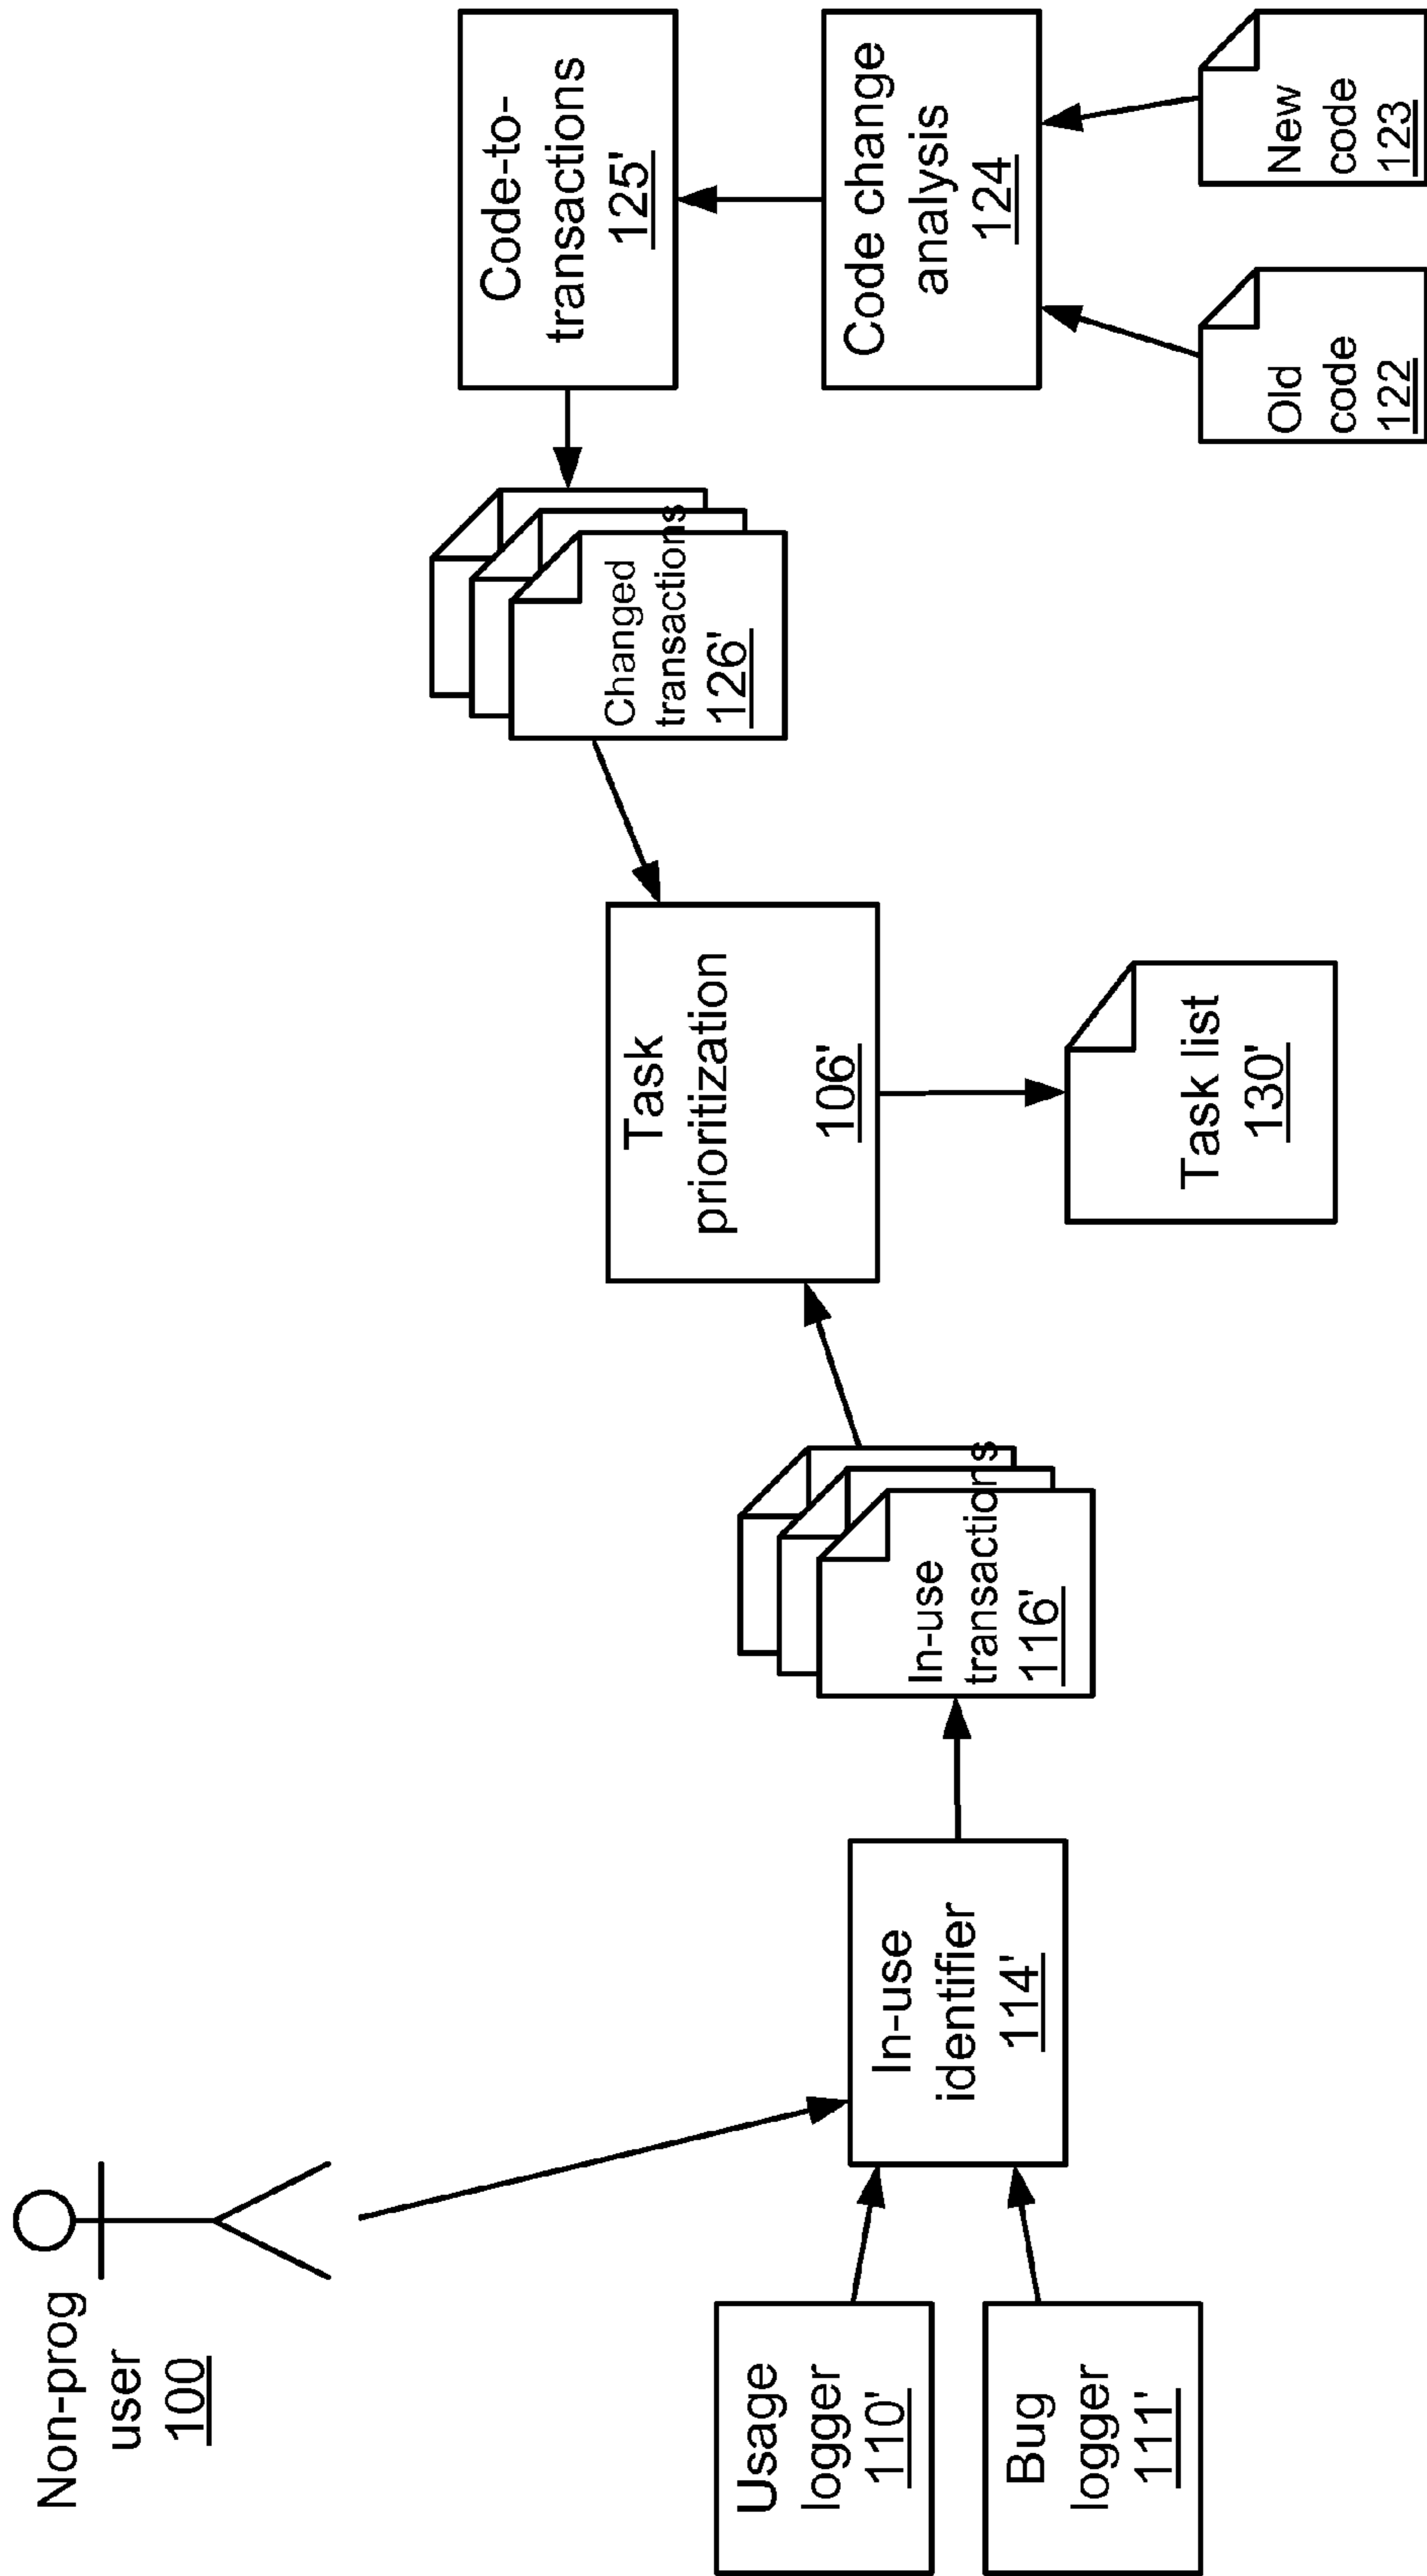 Non-prog
user
100
Usage
logger
110'
Bug
logger
111'
In-use
identifier
114'
In-use
transactions
116'
Task
prioritization
106'
Task list
130'
Changed
transactions
126'
Code-to-
transactions
125'
Code change
analysis
124
Old
code
122
New
code
123